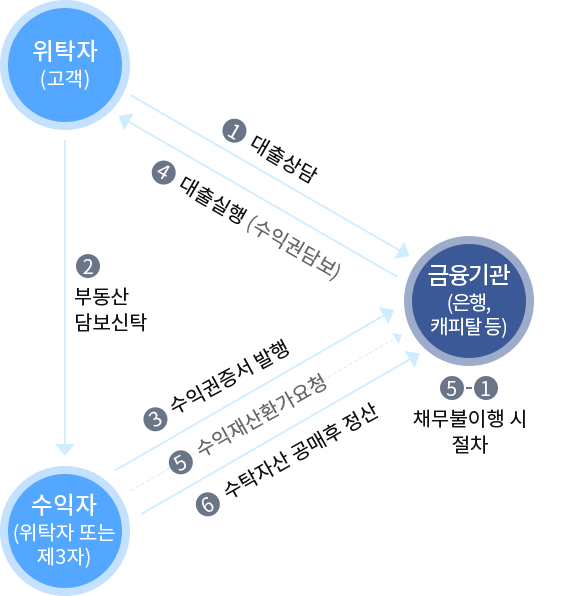 위탁자
(고객)
1 대출상담
4 대출실행 (수익권담보)
2
부동산
담보신탁
금융기관
(은행,
캐피탈 등)
5-1
채무불이행 시
절차
3 수익권증서 발행
5 수익재산환가요청
6 수탁자산 공매후 정산
수익자
(위탁자 또는
제3자)